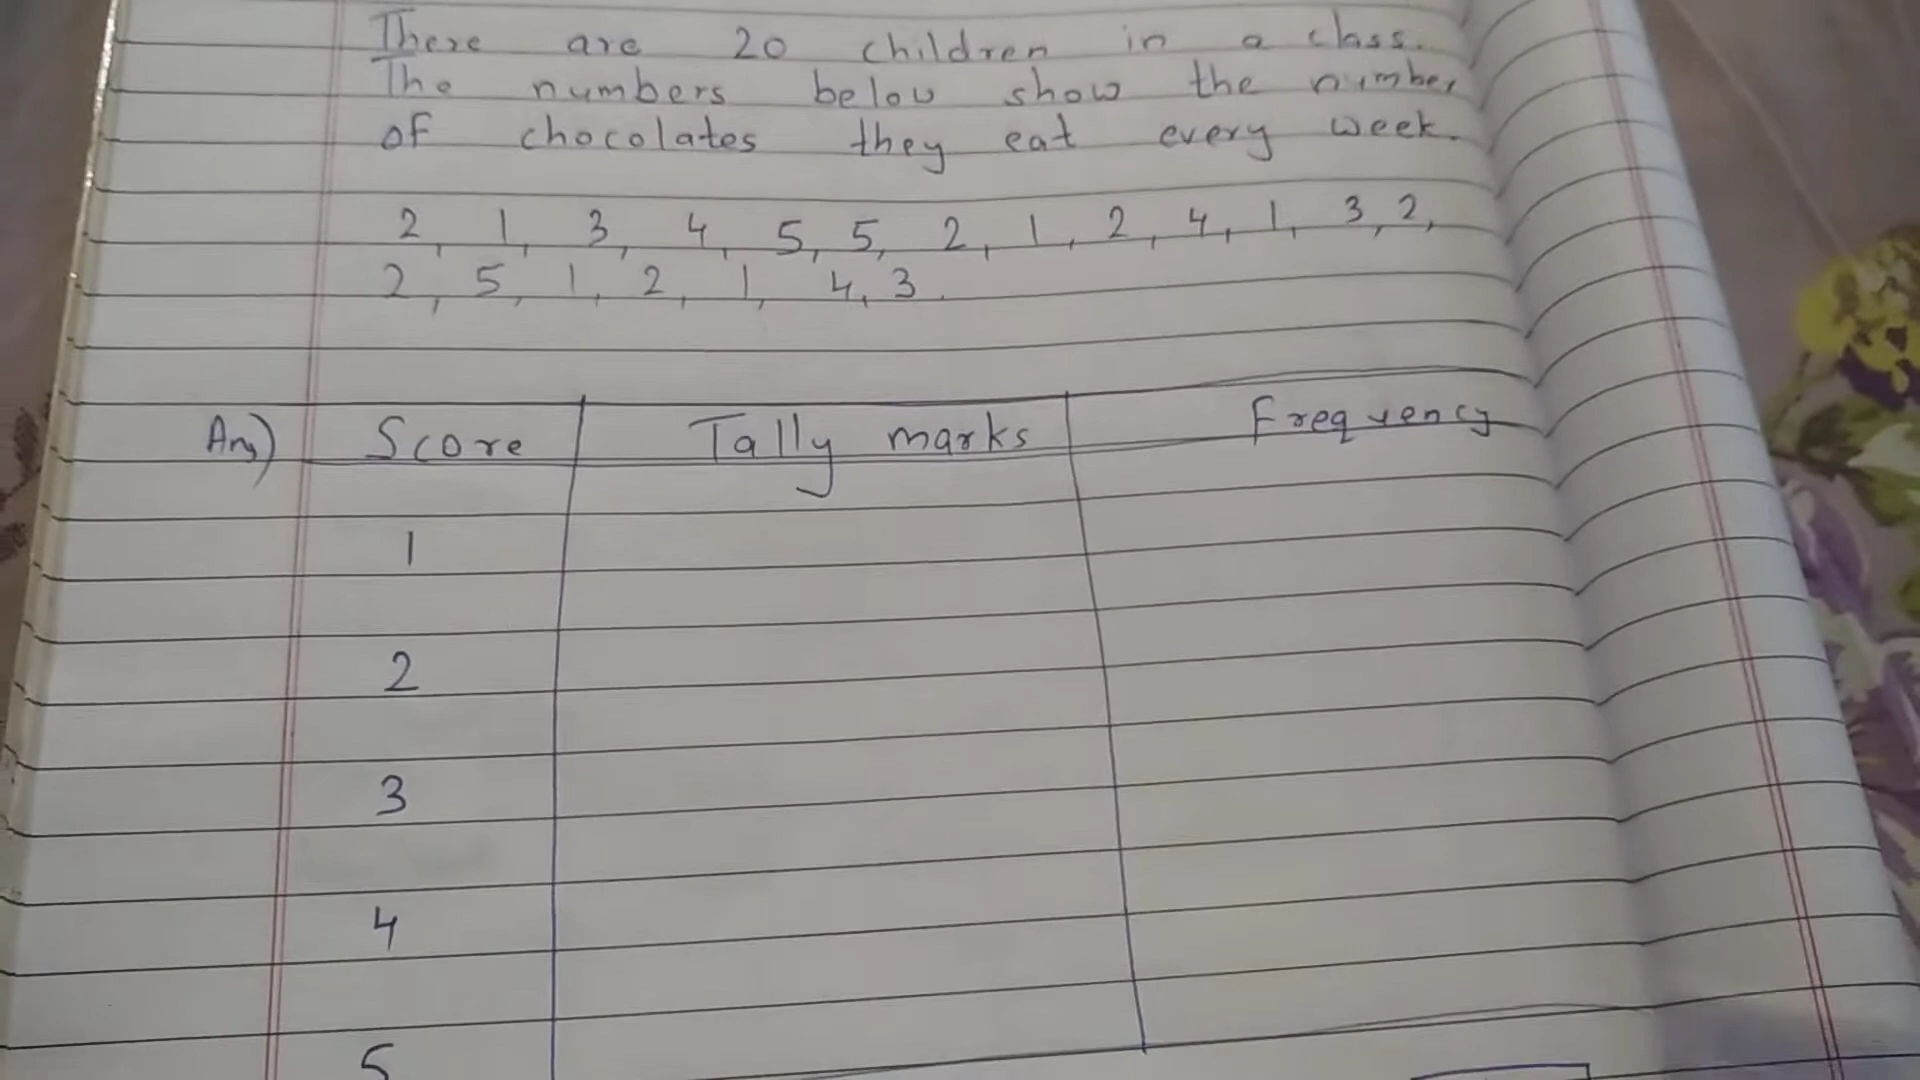 There are 20 children in a class.
The numbers below show the number
of chocolates they eat every week.
2, 1, 3, 4, 5, 5, 2, 1, 2, 4, 1, 3, 2,
2, 5, 1, 2, 1, 4, 3.
Ans) Score Tally marks Frequency
1
2
3
4
5